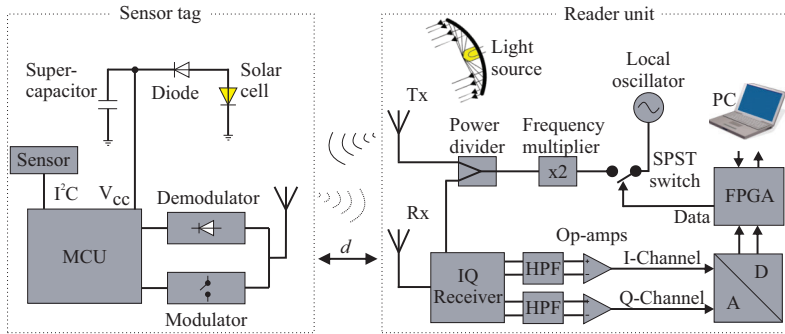 Sensor tag
Super-
capacitor
Diode
Solar
cell
Sensor
I²C
VCC
Demodulator
MCU
Modulator
d
Reader unit
Light
source
Local
oscillator
PC
Tx
Power
divider
Frequency
multiplier
x2
SPST
switch
FPGA
Data
Rx
Op-amps
IQ
Receiver
HPF
HPF
I-Channel
Q-Channel
D
A